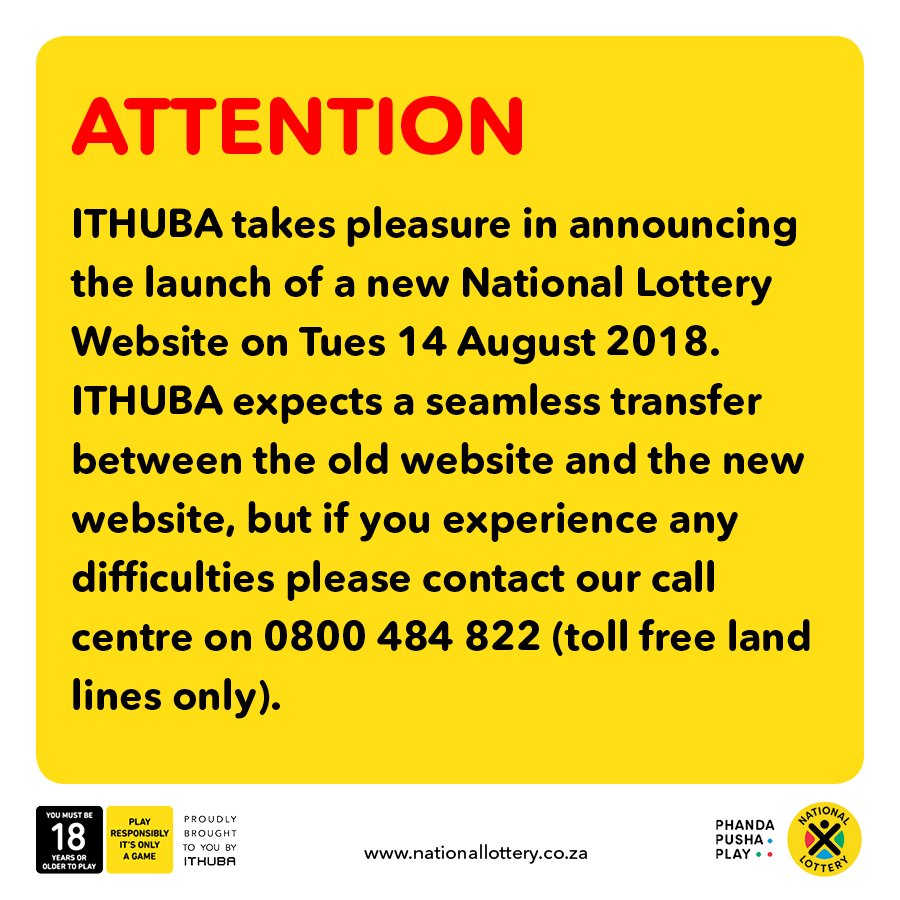 ATTENTION
ITHUBA takes pleasure in announcing
the launch of a new National Lottery
Website on Tues 14 August 2018.
ITHUBA expects a seamless transfer
between the old website and the new
website, but if you experience any
difficulties please contact our call
centre on 0800 484 822 (toll free land
lines only).
YOU MUST BE
18
YEARS OR
OLDER TO PLAY
PLAY
RESPONSIBLY
IT'S ONLY
A GAME
PROUDLY
BROUGHT
TO YOU BY
ITHUBA
www.nationallottery.co.za
PHANDA
PUSHA
PLAY
NATIONAL
LOTTERY